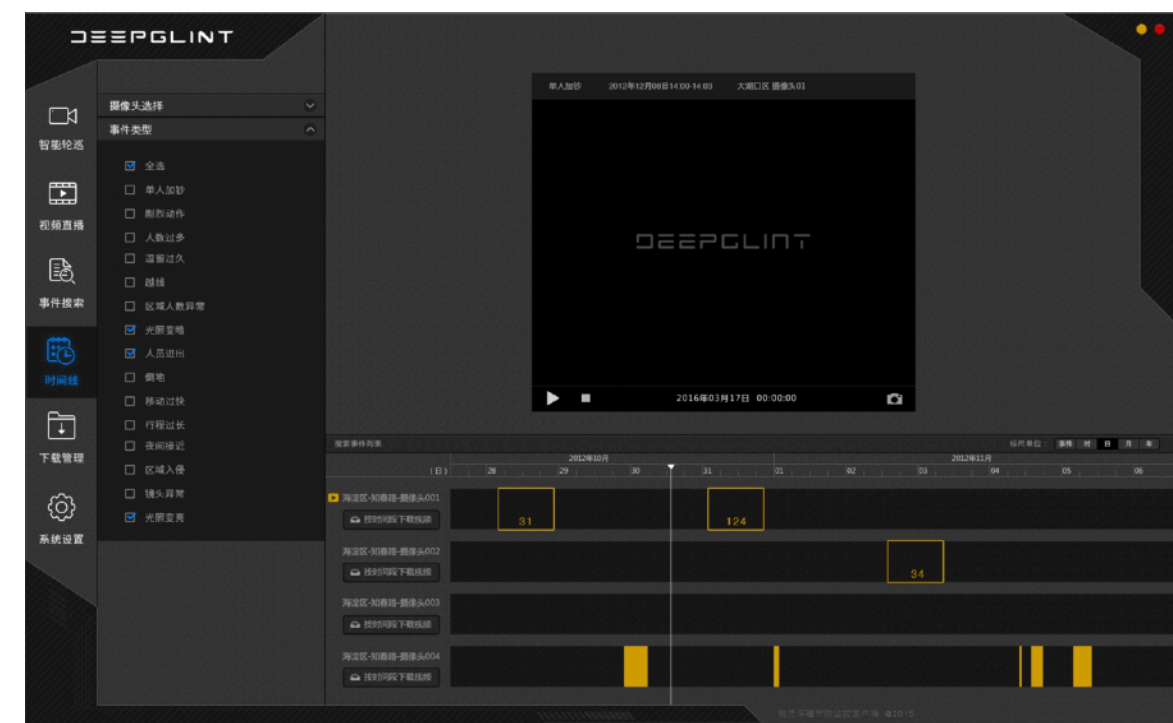 DEEPGLINT
智能轮巡
视频直播
事件搜索
时间线
下载管理
系统设置
摄像头选择
事件类型
全选
单人加钞
剧烈动作
人数过多
逗留过久
越线
区域人数异常
光照变暗
人员进出
倒地
移动过快
行程过长
夜间接近
区域入侵
镜头异常
光照变亮
单人加钞 2012年12月08日14:00-14:03 大湖口区 摄像头01
DEEPGLINT
2016年03月17日 00:00:00
搜索事件列表
标尺单位： 事件 时 日 月 年
2012年10月 2012年11月
(日) 28 29 30 31 01 02 03 04 05 06
海淀区-知春路-摄像头001
按时间段下载视频
31 124
海淀区-知春路-摄像头002
按时间段下载视频
34
海淀区-知春路-摄像头003
按时间段下载视频
海淀区-知春路-摄像头004
按时间段下载视频
©2015